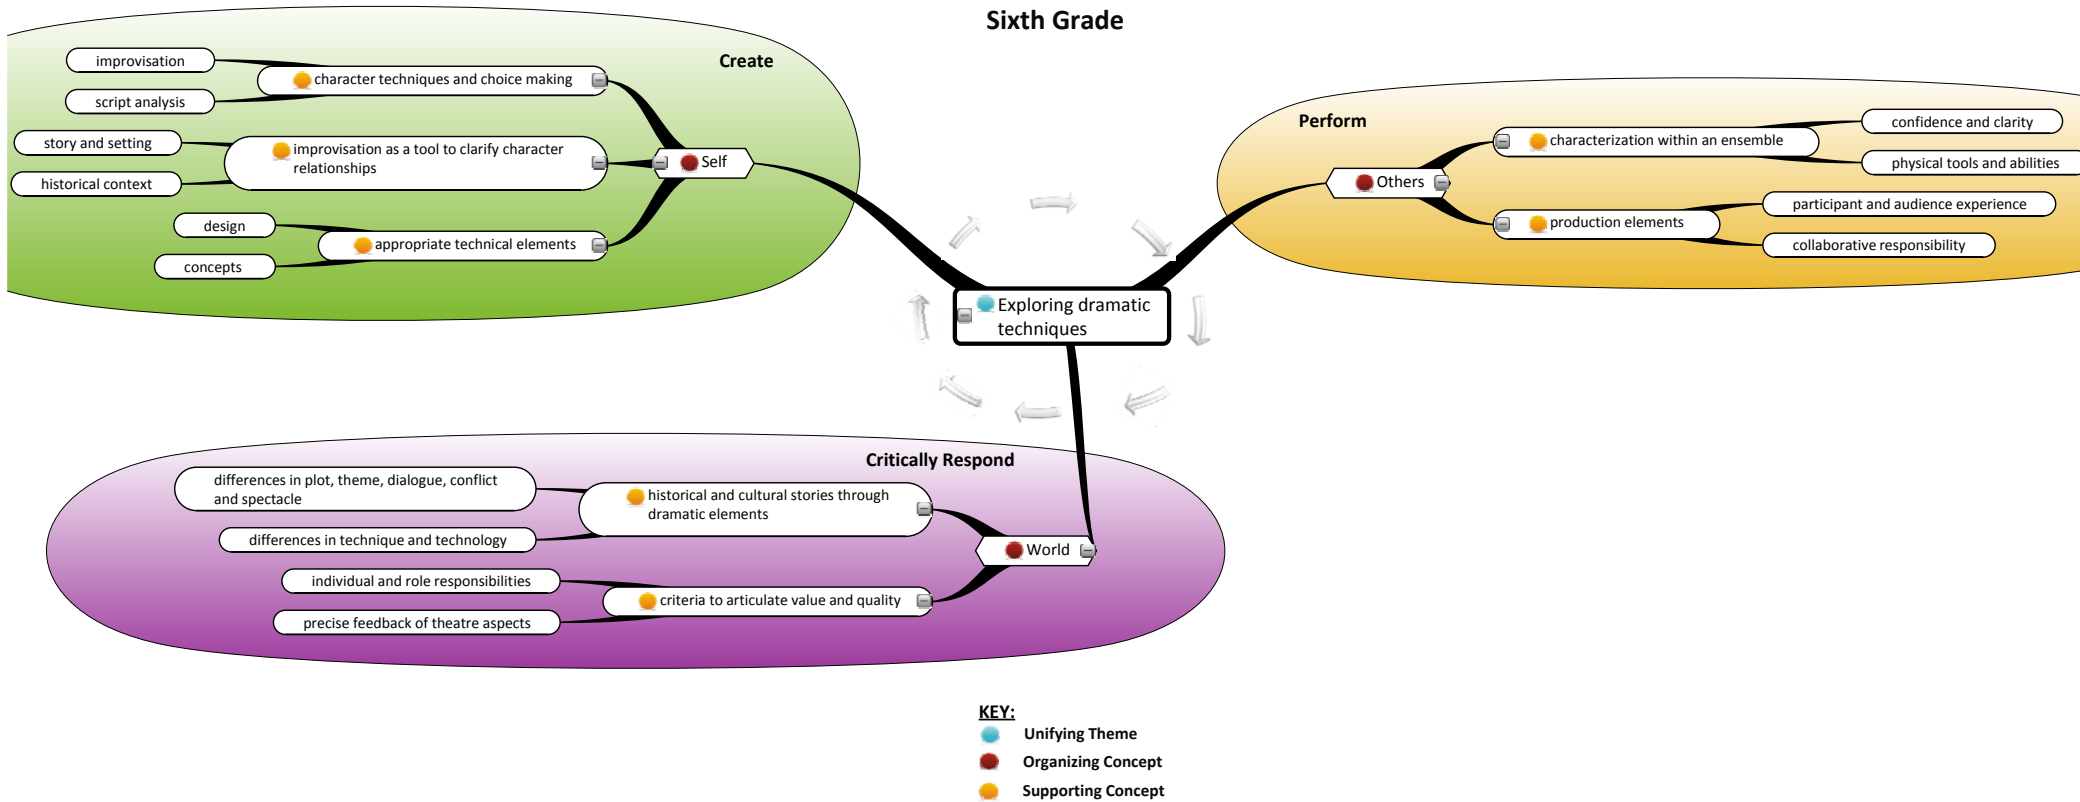 Sixth Grade
Create
improvisation
script analysis
character techniques and choice making
story and setting
historical context
improvisation as a tool to clarify character
relationships
design
concepts
appropriate technical elements
Self
Perform
Others
characterization within an ensemble
confidence and clarity
physical tools and abilities
production elements
participant and audience experience
collaborative responsibility
Exploring dramatic
techniques
Critically Respond
differences in plot, theme, dialogue, conflict
and spectacle
differences in technique and technology
historical and cultural stories through
dramatic elements
individual and role responsibilities
precise feedback of theatre aspects
criteria to articulate value and quality
World
KEY:
Unifying Theme
Organizing Concept
Supporting Concept